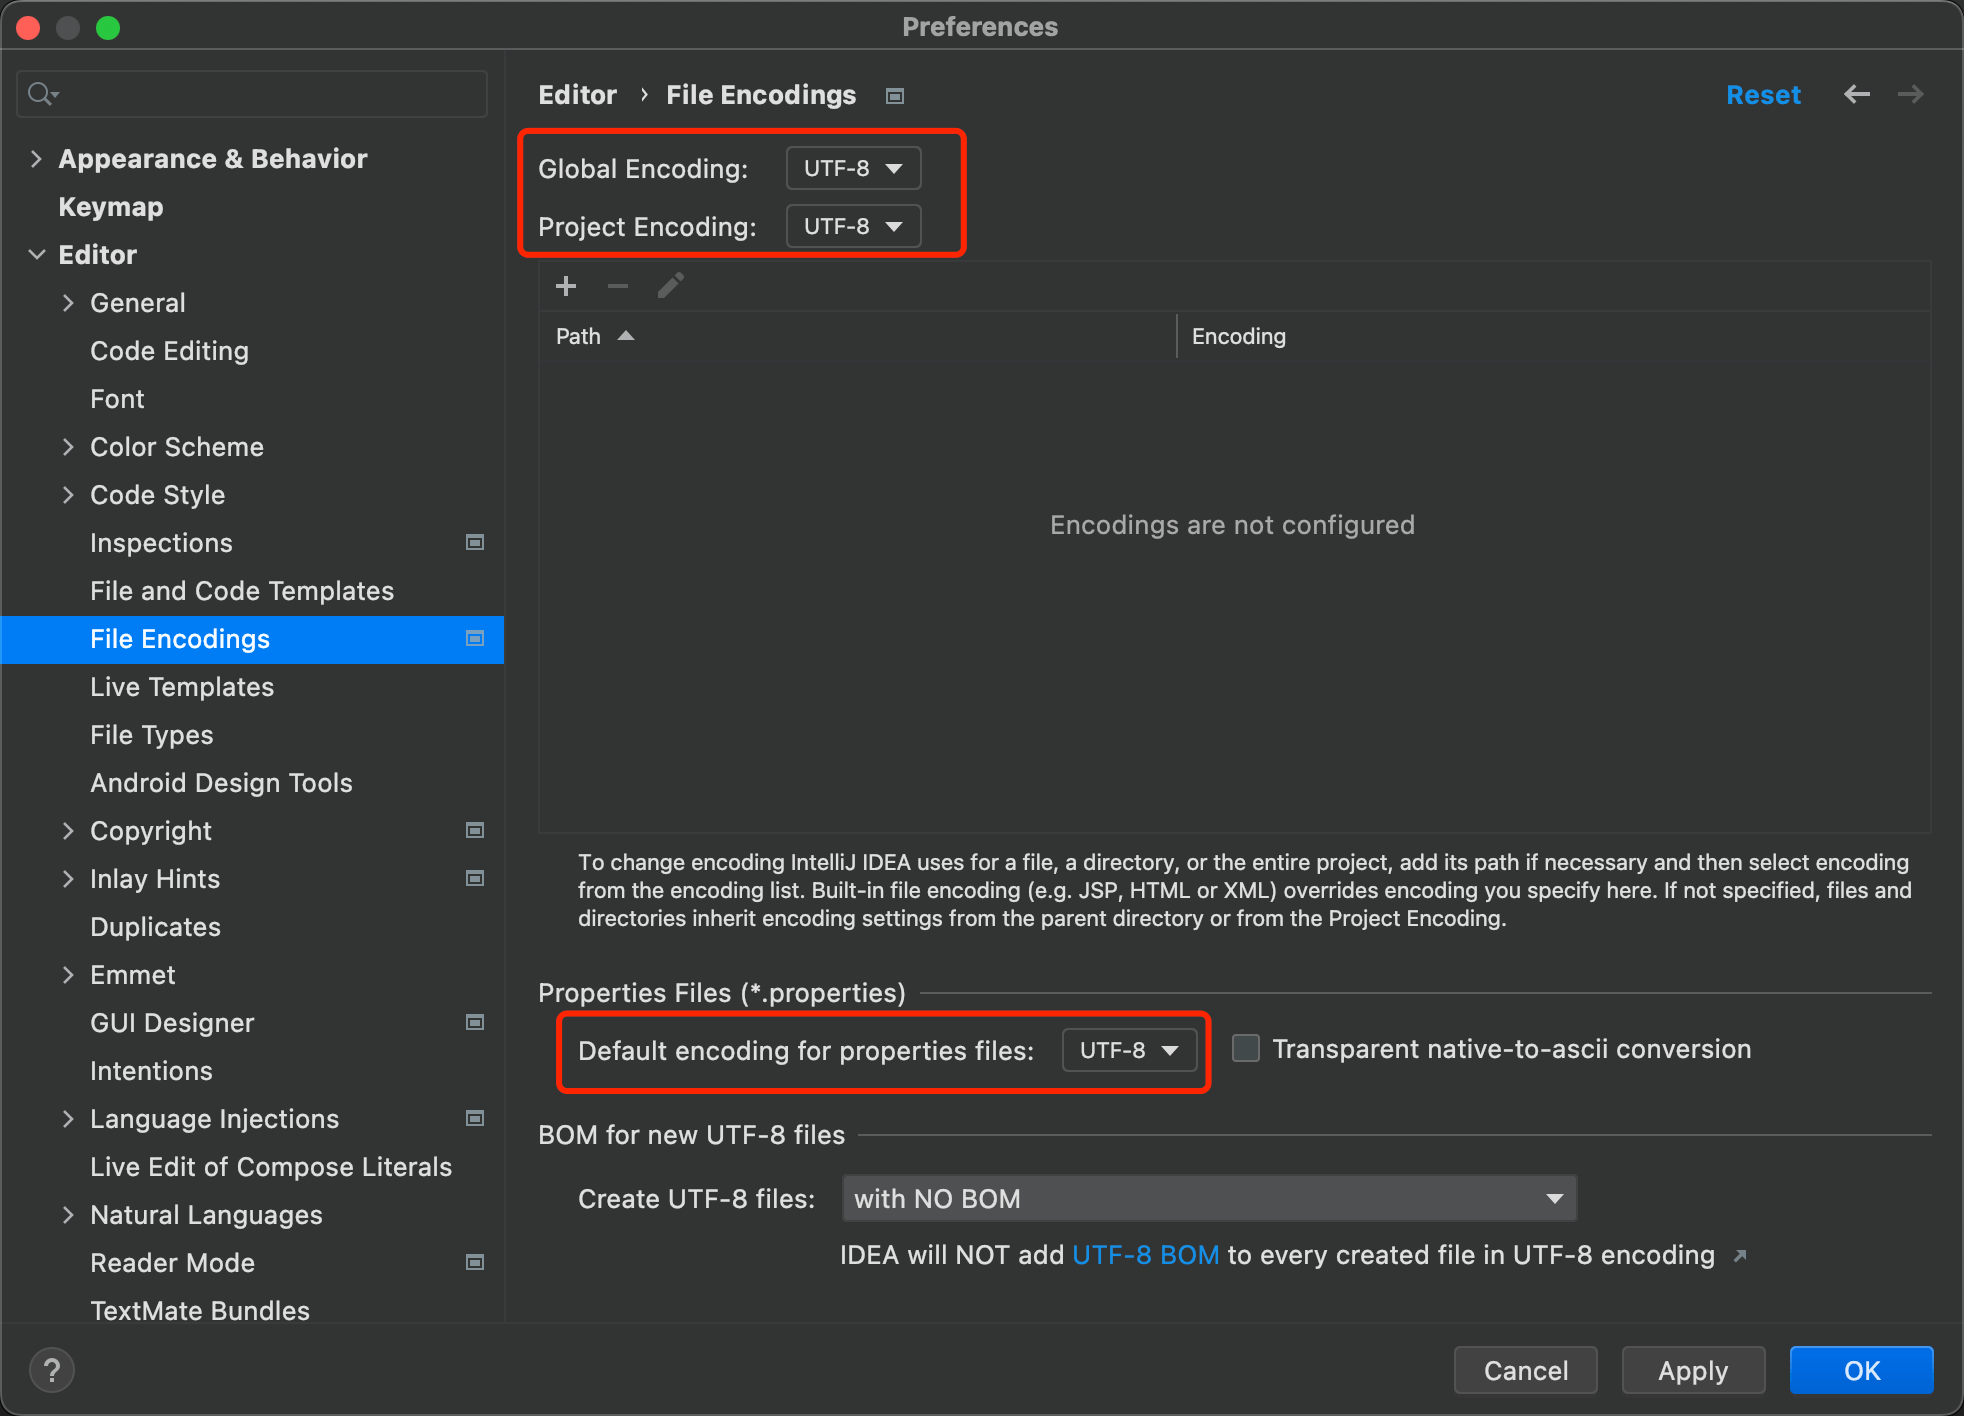 Preferences
Appearance & Behavior
Keymap
Editor
General
Code Editing
Font
Color Scheme
Code Style
Inspections
File and Code Templates
File Encodings
Live Templates
File Types
Android Design Tools
Copyright
Inlay Hints
Duplicates
Emmet
GUI Designer
Intentions
Language Injections
Live Edit of Compose Literals
Natural Languages
Reader Mode
TextMate Bundles
Editor › File Encodings
Reset
Global Encoding: UTF-8
Project Encoding: UTF-8
Path Encoding
Encodings are not configured
To change encoding IntelliJ IDEA uses for a file, a directory, or the entire project, add its path if necessary and then select encoding
from the encoding list. Built-in file encoding (e.g. JSP, HTML or XML) overrides encoding you specify here. If not specified, files and
directories inherit encoding settings from the parent directory or from the Project Encoding.
Properties Files (*.properties)
Default encoding for properties files: UTF-8 Transparent native-to-ascii conversion
BOM for new UTF-8 files
Create UTF-8 files: with NO BOM
IDEA will NOT add UTF-8 BOM to every created file in UTF-8 encoding
?
Cancel Apply OK